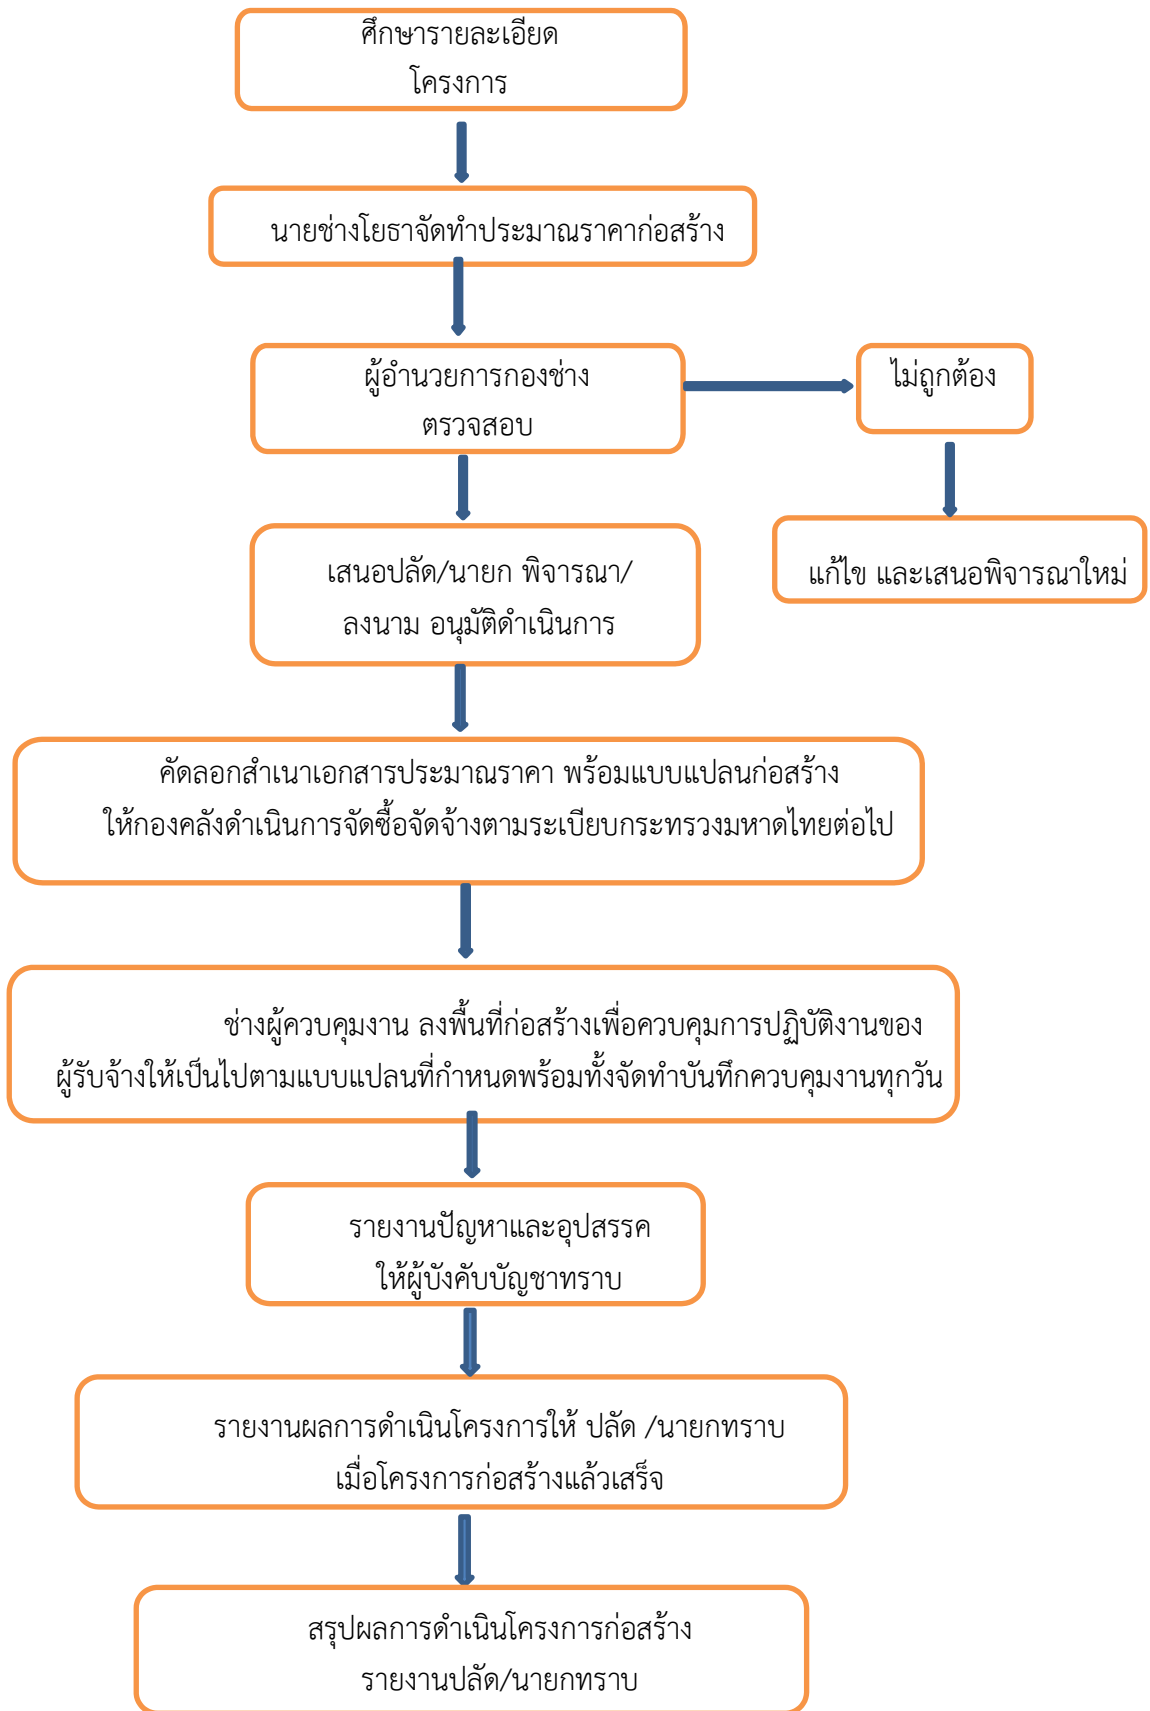 ศึกษารายละเอียด
โครงการ
นายช่างโยธาจัดทำประมาณราคาก่อสร้าง
ผู้อำนวยการกองช่าง
ตรวจสอบ
ไม่ถูกต้อง
เสนอปลัด/นายก พิจารณา/
ลงนาม อนุมัติดำเนินการ
แก้ไข และเสนอพิจารณาใหม่
คัดลอกสำเนาเอกสารประมาณราคา พร้อมแบบแปลนก่อสร้าง
ให้กองคลังดำเนินการจัดซื้อจัดจ้างตามระเบียบกระทรวงมหาดไทยต่อไป
ช่างผู้ควบคุมงาน ลงพื้นที่ก่อสร้างเพื่อควบคุมการปฏิบัติงานของ
ผู้รับจ้างให้เป็นไปตามแบบแปลนที่กำหนดพร้อมทั้งจัดทำบันทึกควบคุมงานทุกวัน
รายงานปัญหาและอุปสรรค
ให้ผู้บังคับบัญชาทราบ
รายงานผลการดำเนินโครงการให้ ปลัด /นายกทราบ
เมื่อโครงการก่อสร้างแล้วเสร็จ
สรุปผลการดำเนินโครงการก่อสร้าง
รายงานปลัด/นายกทราบ